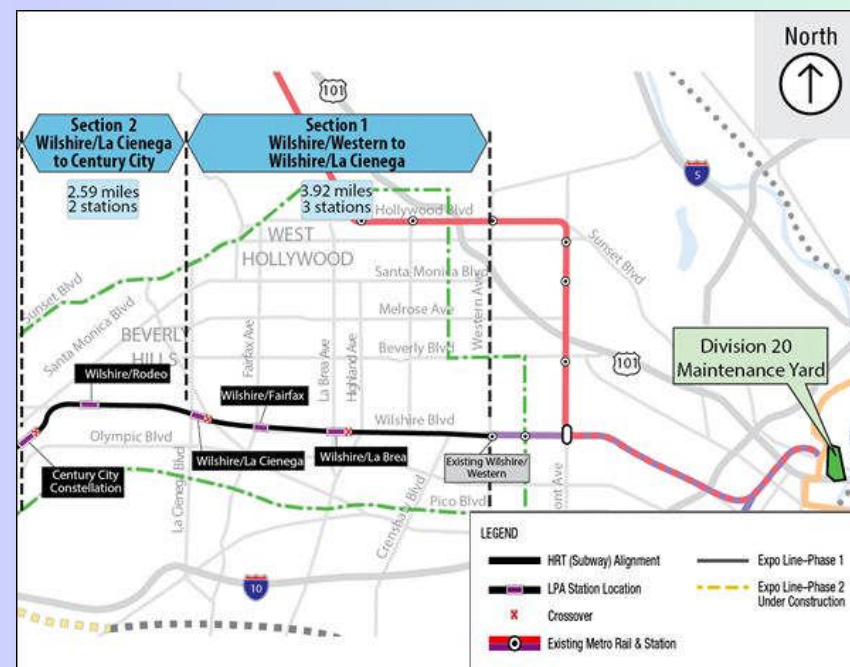 North
101
Section 2
Wilshire/La Cienega
to Century City
Section 1
Wilshire/Western to
Wilshire/La Cienega
2.59 miles
2 stations
3.92 miles
3 stations
5
Hollywood Blvd
WEST
HOLLYWOOD
Sunset Blvd
Santa Monica Blvd
Western Ave
Sunset Blvd
Santa Monica Blvd
Melrose Ave
BEVERLY
HILLS
Fairfax Ave
La Brea Ave
Highland Ave
Beverly Blvd
101
Division 20
Maintenance Yard
Wilshire/Rodeo
Wilshire/Fairfax
Wilshire Blvd
Olympic Blvd
Wilshire/La Cienega
Wilshire/La Brea
Existing Wilshire/
Western
Century City
Constellation
La Cienega Blvd
Crenshaw Blvd
Pico Blvd
ont Ave
10
LEGEND
HRT (Subway) Alignment
LPA Station Location
Crossover
Existing Metro Rail & Station
Expo Line–Phase 1
Expo Line–Phase 2
Under Construction